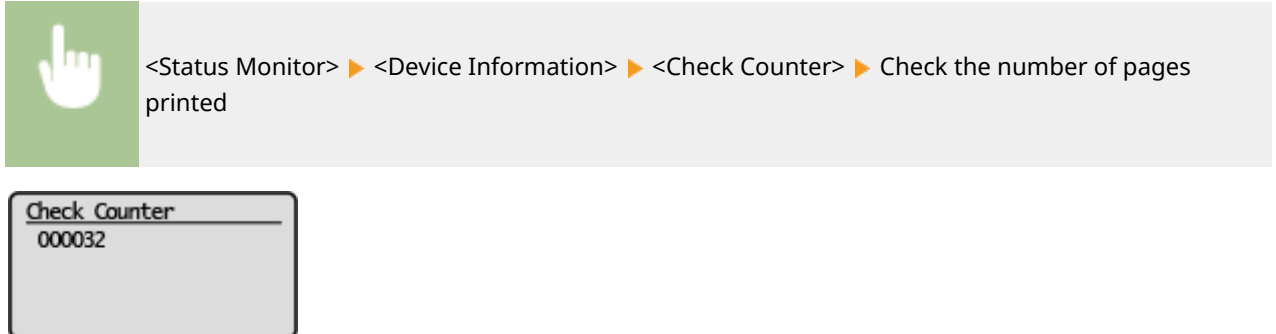 <Status Monitor> ▶ <Device Information> ▶ <Check Counter> ▶ Check the number of pages
printed
Check Counter
000032